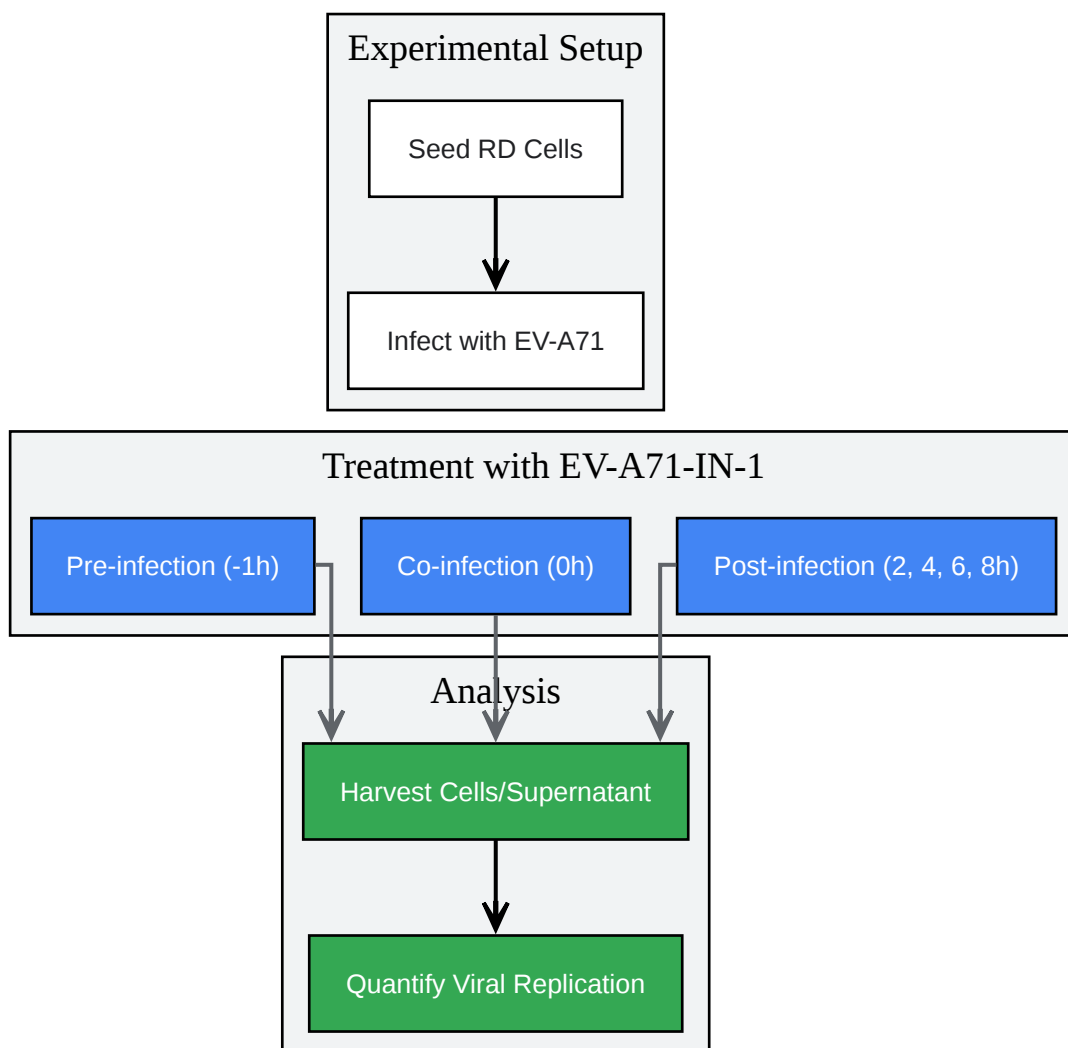 Experimental Setup
Seed RD Cells
Infect with EV-A71
Treatment with EV-A71-IN-1
Pre-infection (-1h)
Co-infection (0h)
Post-infection (2, 4, 6, 8h)
Analysis
Harvest Cells/Supernatant
Quantify Viral Replication